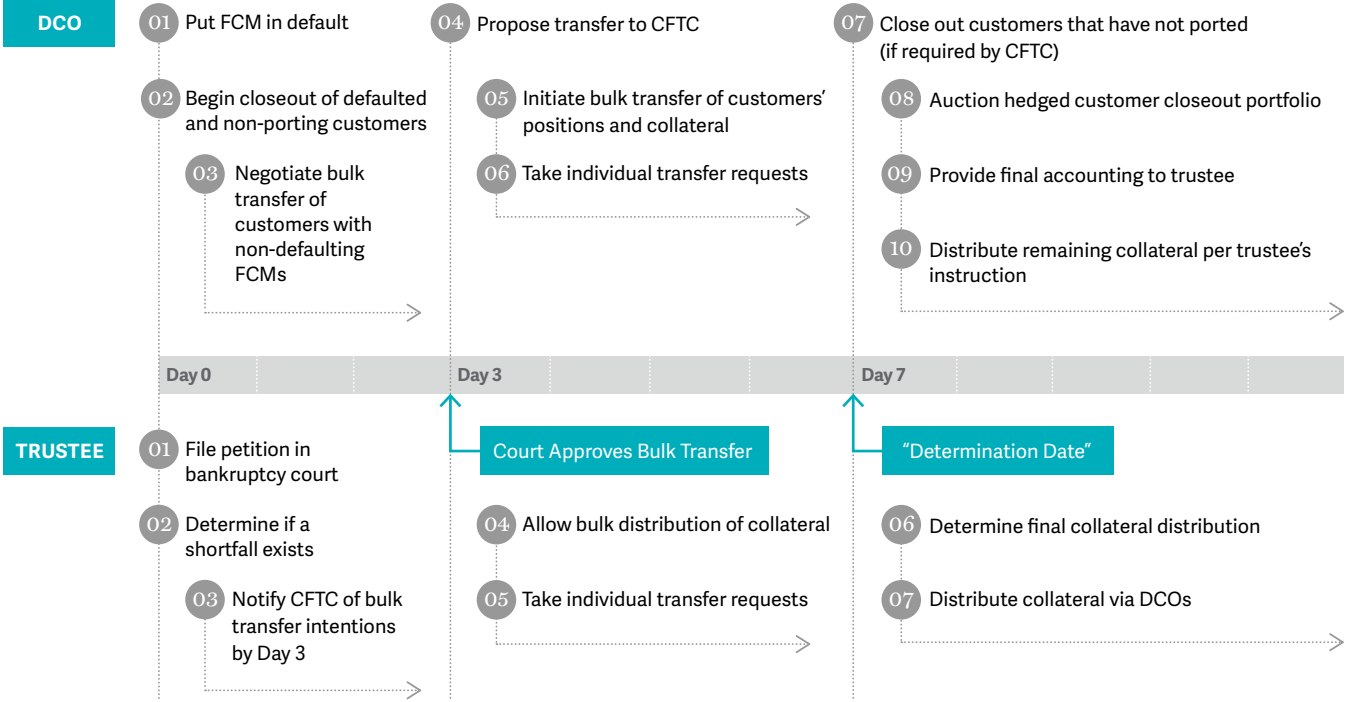 DCO
01 Put FCM in default
02 Begin closeout of defaulted
and non-porting customers
03 Negotiate bulk
transfer of
customers with
non-defaulting
FCMs
04 Propose transfer to CFTC
05 Initiate bulk transfer of customers’
positions and collateral
06 Take individual transfer requests
07 Close out customers that have not ported
(if required by CFTC)
08 Auction hedged customer closeout portfolio
09 Provide final accounting to trustee
10 Distribute remaining collateral per trustee’s
instruction
Day 0
Day 3
Day 7
TRUSTEE
01 File petition in
bankruptcy court
02 Determine if a
shortfall exists
03 Notify CFTC of bulk
transfer intentions
by Day 3
Court Approves Bulk Transfer
04 Allow bulk distribution of collateral
05 Take individual transfer requests
“Determination Date”
06 Determine final collateral distribution
07 Distribute collateral via DCOs